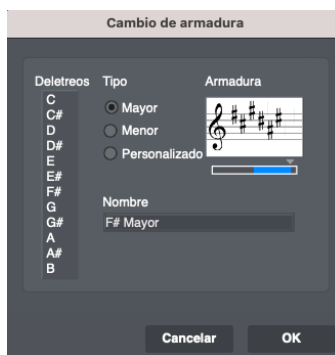 Cambio de armadura
Deletreos
C
C#
D
D#
E
E#
F#
G
G#
A
A#
B
Tipo
Mayor
Menor
Personalizado
Armadura
Nombre
F# Mayor
Cancelar
OK